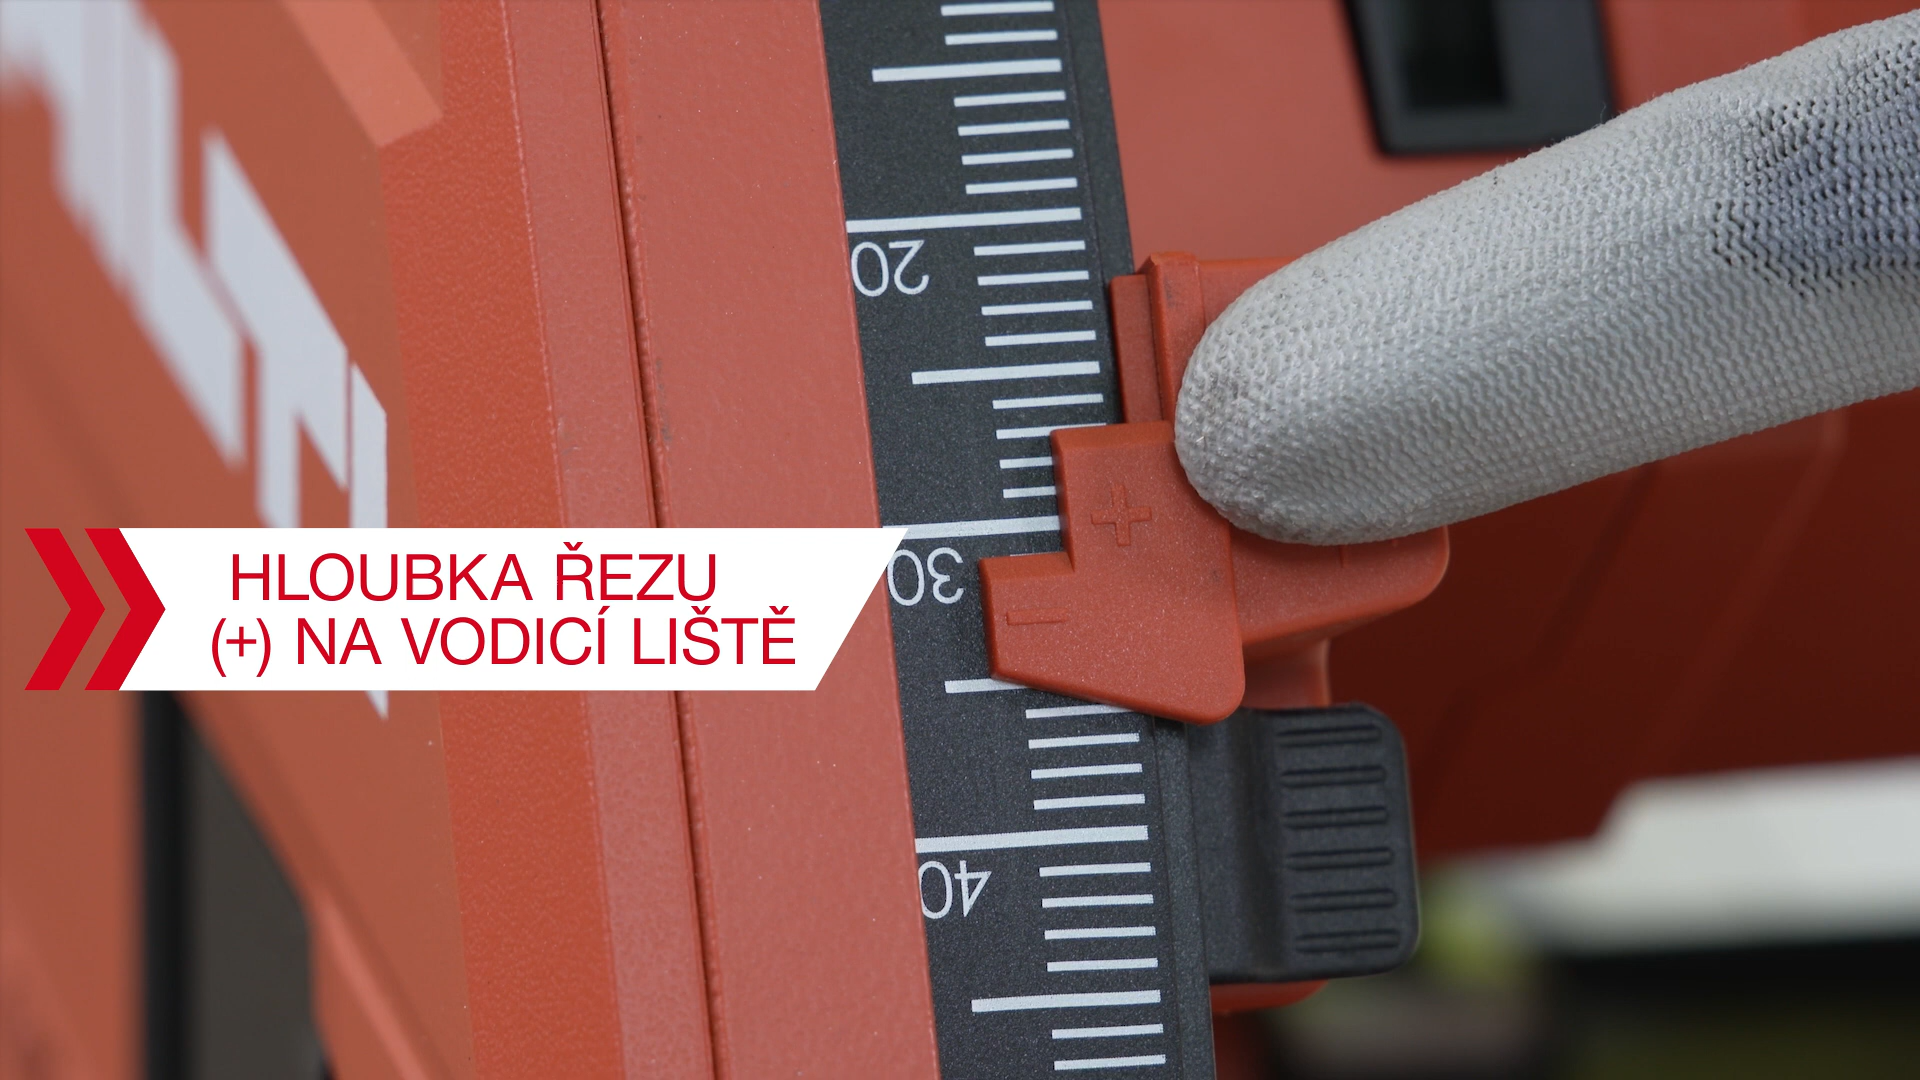 HLOUBKA ŘEZU
(+) NA VODICÍ LIŠTĚ
20
30
40
+
−